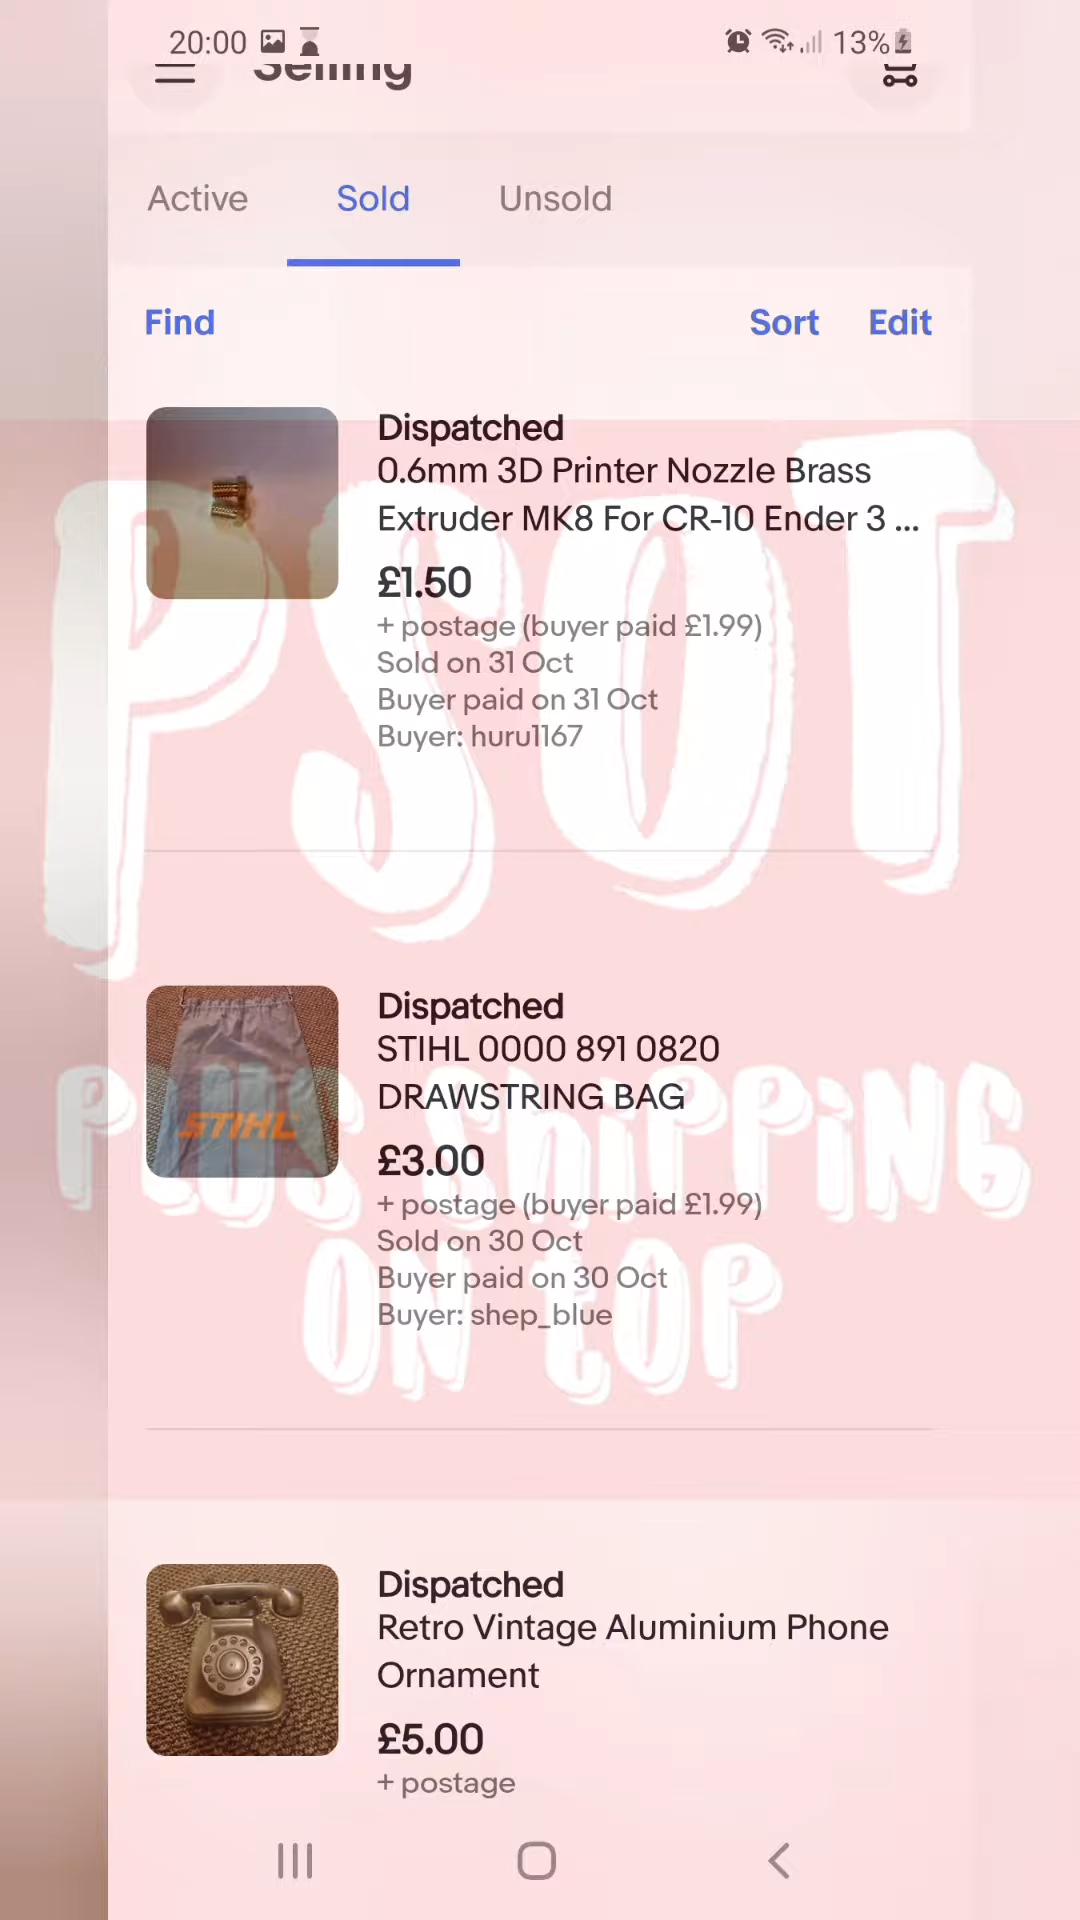 20:00 13%
Selling
Active Sold Unsold
Find Sort Edit
Dispatched
0.6mm 3D Printer Nozzle Brass
Extruder MK8 For CR-10 Ender 3 ...
£1.50
+ postage (buyer paid £1.99)
Sold on 31 Oct
Buyer paid on 31 Oct
Buyer: huru1167
PSOT
Dispatched
STIHL 0000 891 0820
DRAWSTRING BAG
STIHL
£3.00
+ postage (buyer paid £1.99)
Sold on 30 Oct
Buyer paid on 30 Oct
Buyer: shep_blue
PLUS SHIPPING
ON TOP
Dispatched
Retro Vintage Aluminium Phone
Ornament
£5.00
+ postage